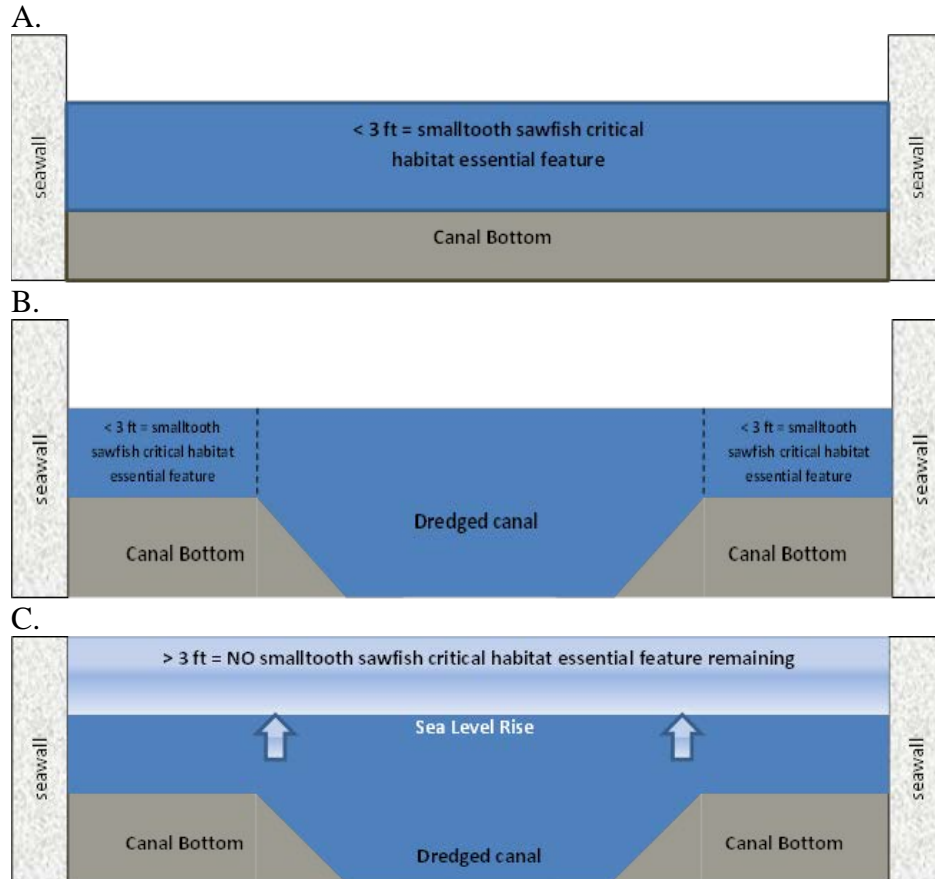 A.
seawall
< 3 ft = smalltooth sawfish critical
habitat essential feature
Canal Bottom
seawall
B.
seawall
< 3 ft = smalltooth
sawfish critical habitat
essential feature
Canal Bottom
Dredged canal
< 3 ft = smalltooth
sawfish critical habitat
essential feature
Canal Bottom
seawall
C.
seawall
> 3 ft = NO smalltooth sawfish critical habitat essential feature remaining
Sea Level Rise
Canal Bottom
Dredged canal
Canal Bottom
seawall